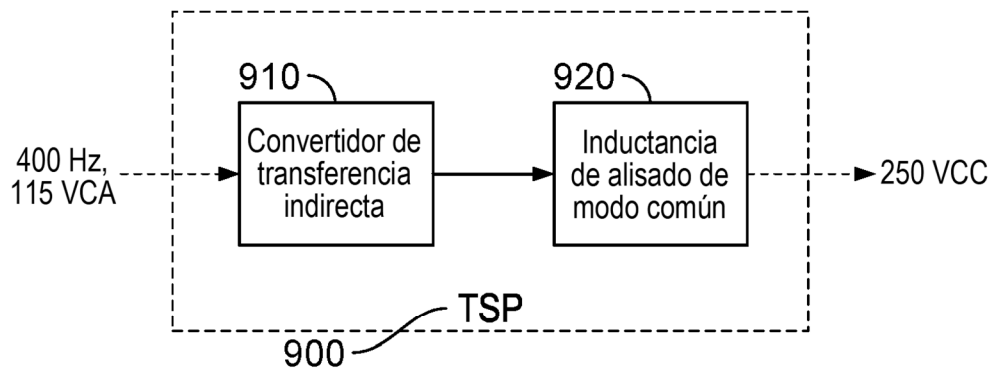 910
920
400 Hz,
115 VCA
Convertidor de
transferencia
indirecta
Inductancia
de alisado de
modo común
250 VCC
TSP
900